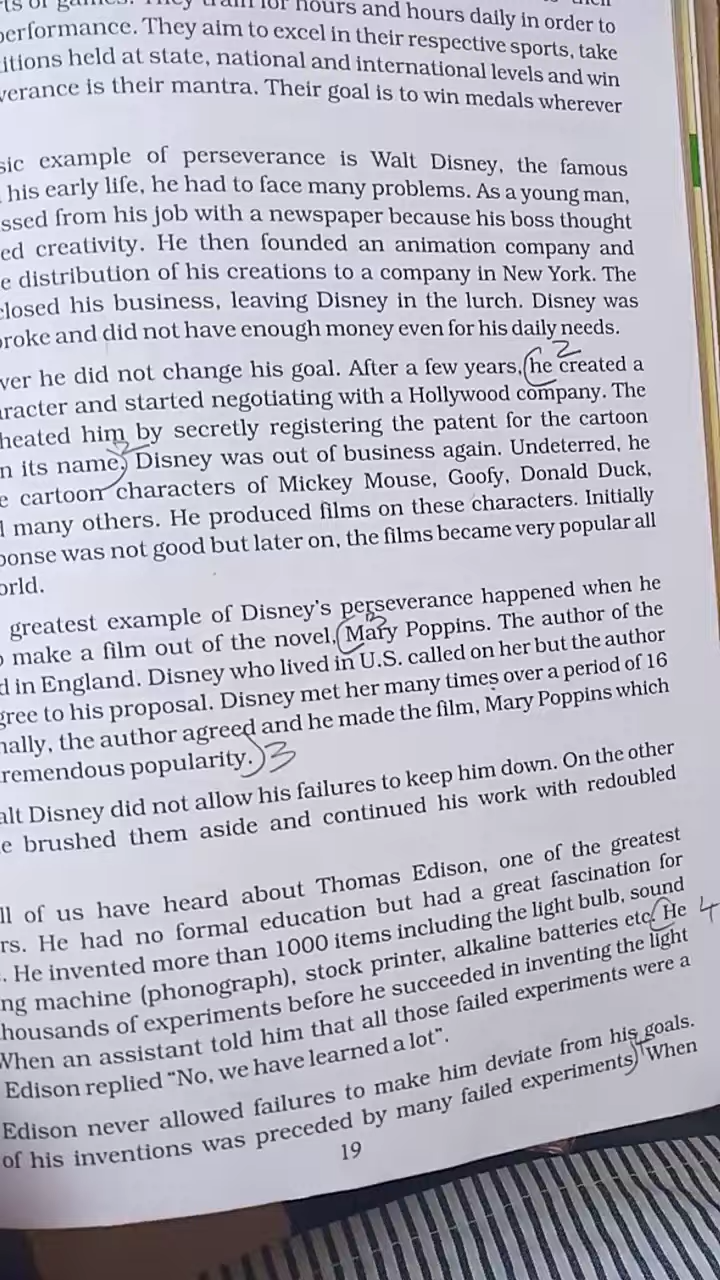 hours and hours daily in order to
performance. They aim to excel in their respective sports, take
itions held at state, national and international levels and win
verance is their mantra. Their goal is to win medals wherever
sic example of perseverance is Walt Disney, the famous
his early life, he had to face many problems. As a young man,
ssed from his job with a newspaper because his boss thought
ed creativity. He then founded an animation company and
e distribution of his creations to a company in New York. The
closed his business, leaving Disney in the lurch. Disney was
broke and did not have enough money even for his daily needs.
2
ver he did not change his goal. After a few years, he created a
aracter and started negotiating with a Hollywood company. The
heated him by secretly registering the patent for the cartoon
n its name. Disney was out of business again. Undeterred, he
e cartoon characters of Mickey Mouse, Goofy, Donald Duck,
d many others. He produced films on these characters. Initially
ponse was not good but later on, the films became very popular all
orld.
greatest example of Disney's perseverance happened when he
o make a film out of the novel, Mary Poppins. The author of the
d in England. Disney who lived in U.S. called on her but the author
gree to his proposal. Disney met her many times over a period of 16
nally, the author agreed and he made the film, Mary Poppins which
tremendous popularity. 3
alt Disney did not allow his failures to keep him down. On the other
e brushed them aside and continued his work with redoubled
ll of us have heard about Thomas Edison, one of the greatest
rs. He had no formal education but had a great fascination for
. He invented more than 1000 items including the light bulb, sound
ng machine (phonograph), stock printer, alkaline batteries etc. He 4
housands of experiments before he succeeded in inventing the light
When an assistant told him that all those failed experiments were a
Edison replied "No, we have learned a lot".
Edison never allowed failures to make him deviate from his goals.
of his inventions was preceded by many failed experiments. When
19